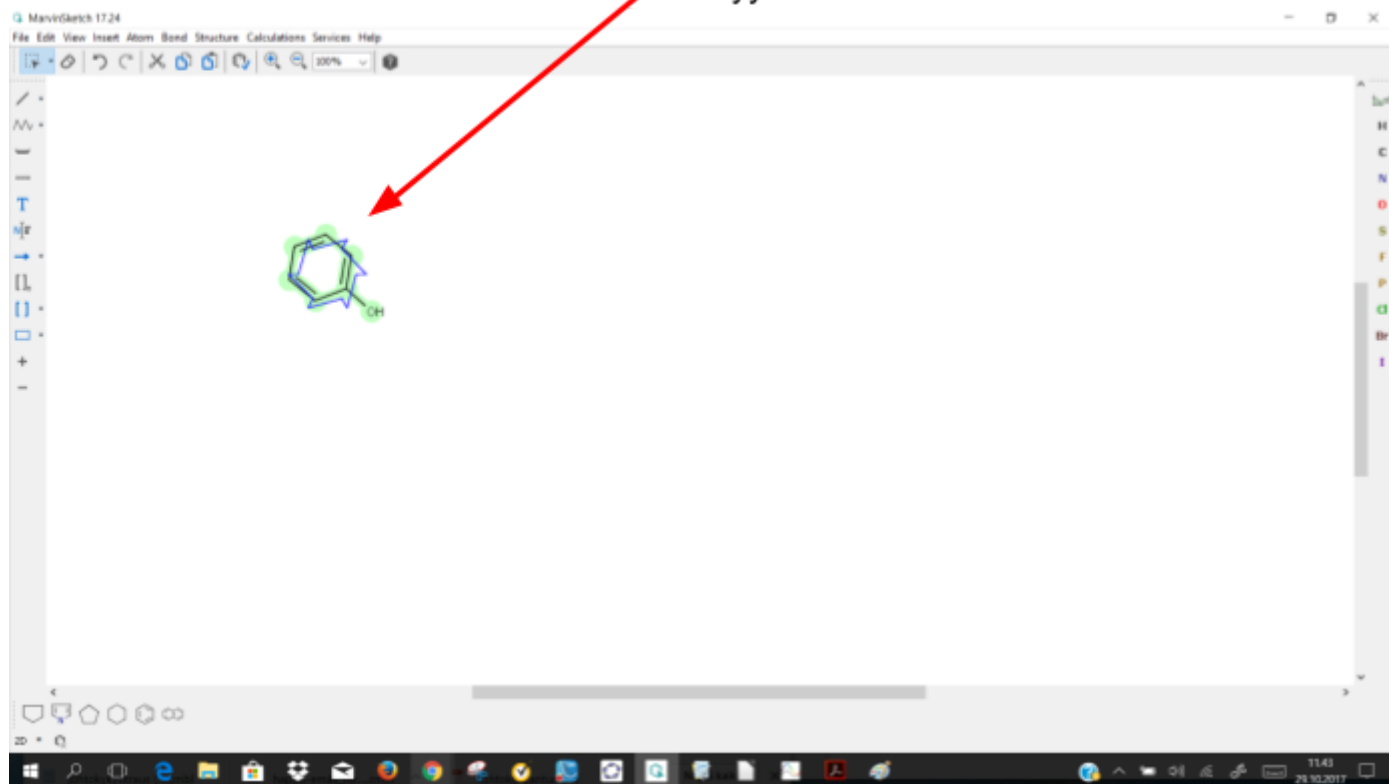 MarvinSketch 17.24
File Edit View Insert Atom Bond Structure Calculations Services Help
100%
H
C
N
T
O
S
F
P
Cl
Br
I
OH
2D
11.43
29.10.2017